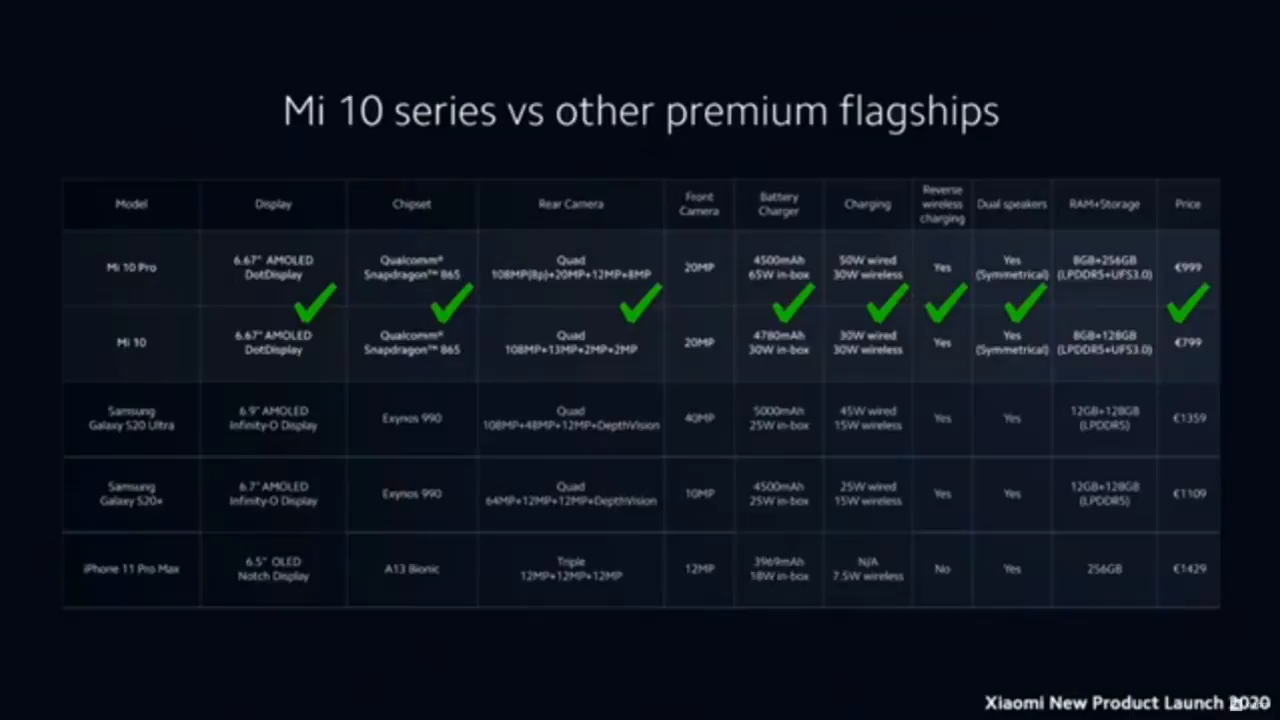 Mi 10 series vs other premium flagships
Model Display Chipset Rear Camera Front Camera Battery Charger Charging Reverse wireless charging Dual speakers RAM+Storage Price
Mi 10 Pro 6.67" AMOLED DotDisplay Qualcomm® Snapdragon™ 865 Quad 108MP(8p)+20MP+12MP+8MP 20MP 4500mAh 65W in-box 50W wired 30W wireless Yes Yes (Symmetrical) 8GB+256GB (LPDDR5+UFS3.0) €999
Mi 10 6.67" AMOLED DotDisplay Qualcomm® Snapdragon™ 865 Quad 108MP+13MP+2MP+2MP 20MP 4780mAh 30W in-box 30W wired 30W wireless Yes Yes (Symmetrical) 8GB+128GB (LPDDR5+UFS3.0) €799
Samsung Galaxy S20 Ultra 6.9" AMOLED Infinity-O Display Exynos 990 Quad 108MP+48MP+12MP+DepthVision 40MP 5000mAh 25W in-box 45W wired 15W wireless Yes Yes 12GB+128GB (LPDDR5) €1359
Samsung Galaxy S20+ 6.7" AMOLED Infinity-O Display Exynos 990 Quad 64MP+12MP+12MP+DepthVision 10MP 4500mAh 25W in-box 25W wired 15W wireless Yes Yes 12GB+128GB (LPDDR5) €1109
iPhone 11 Pro Max 6.5" OLED Notch Display A13 Bionic Triple 12MP+12MP+12MP 12MP 3969mAh 18W in-box N/A 7.5W wireless No Yes 256GB €1429
Xiaomi New Product Launch 2020